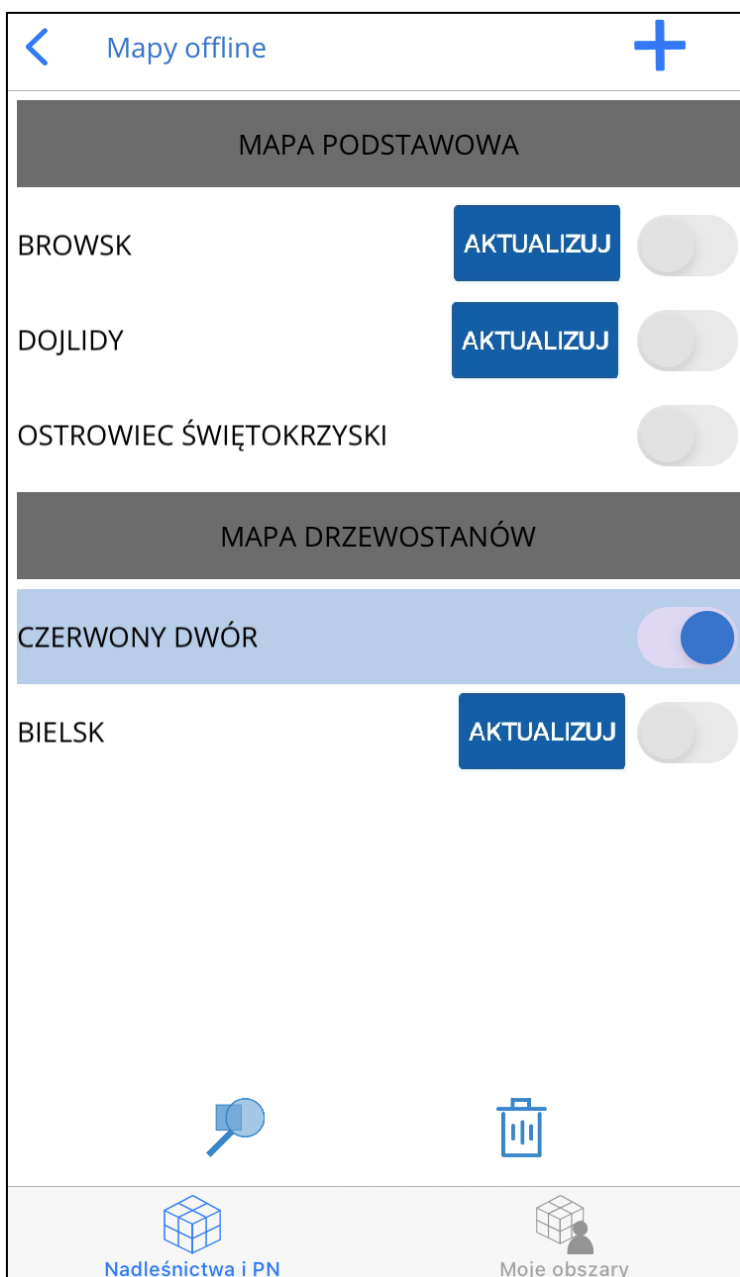 Mapy offline
MAPA PODSTAWOWA
BROWSK AKTUALIZUJ
DOJLIDY AKTUALIZUJ
OSTROWIEC ŚWIĘTOKRZYSKI
MAPA DRZEWOSTANÓW
CZERWONY DWÓR
BIELSK AKTUALIZUJ
Nadleśnictwa i PN Moje obszary